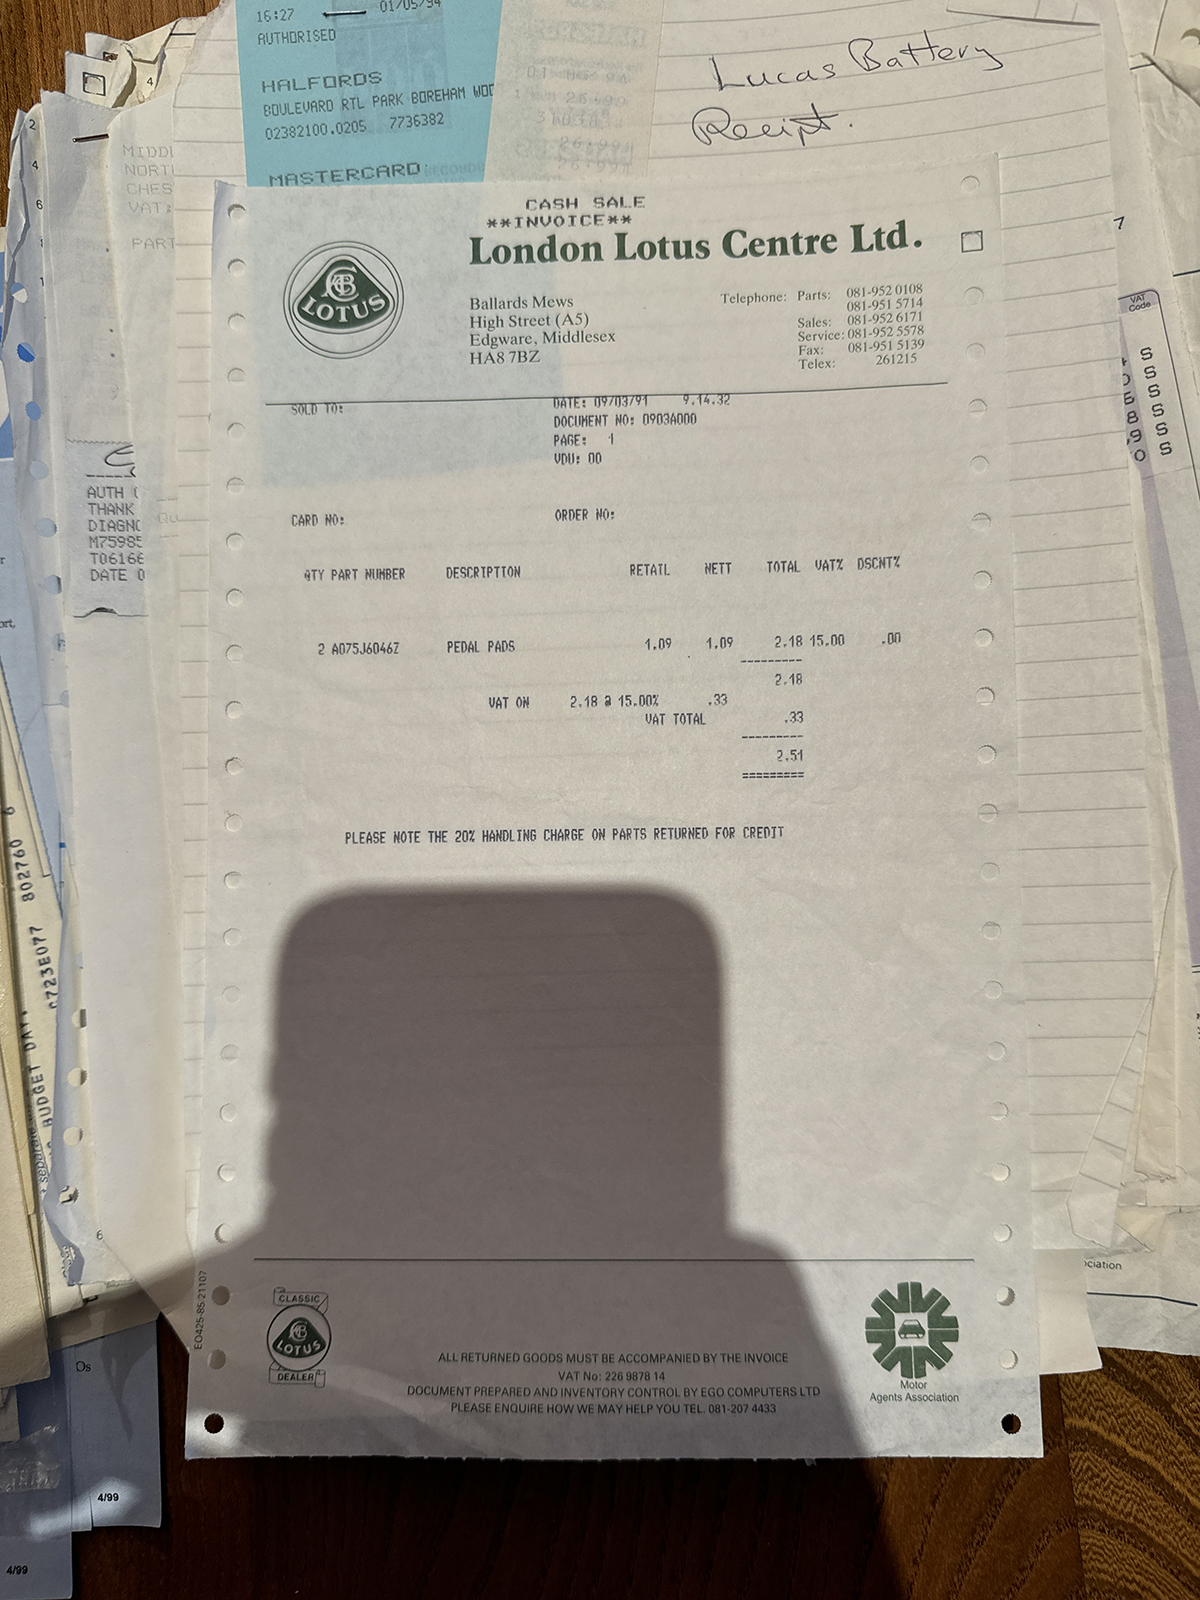 16:27 01/05/94
AUTHORISED
HALFORDS
BOULEVARD RTL PARK BOREHAM
02382100.0205 7736382
MASTERCARD
Lucas Battery
Receipt.
CASH SALE
**INVOICE**
London Lotus Centre Ltd.
LOTUS
Ballards Mews
High Street (A5)
Edgware, Middlesex
HA8 7BZ
Telephone: Parts: 081-952 0108
081-951 5714
Sales: 081-952 6171
Service: 081-952 5578
Fax: 081-951 5139
Telex: 261215
SOLD TO:
DATE: 09/03/91 9.14.32
DOCUMENT NO: 0903A000
PAGE: 1
VDU: 00
CARD NO:
ORDER NO:
QTY PART NUMBER DESCRIPTION RETAIL NETT TOTAL VAT% DSCNT%
2 A075J6046Z PEDAL PADS 1.09 1.09 2.18 15.00 .00
---------
2.18
VAT ON 2.18 @ 15.00% .33
VAT TOTAL .33
---------
2.51
=========
PLEASE NOTE THE 20% HANDLING CHARGE ON PARTS RETURNED FOR CREDIT
EO425-85 21107
CLASSIC
LOTUS
DEALER
ALL RETURNED GOODS MUST BE ACCOMPANIED BY THE INVOICE
VAT No: 226 9878 14
DOCUMENT PREPARED AND INVENTORY CONTROL BY EGO COMPUTERS LTD
PLEASE ENQUIRE HOW WE MAY HELP YOU TEL. 081-207 4433
Motor
Agents Association
AUTH
THANK
DATE 0
PART
VAT
Code
S
S
S
S
S
S
7
802760 6
BUDGET
6
4/99
4/99